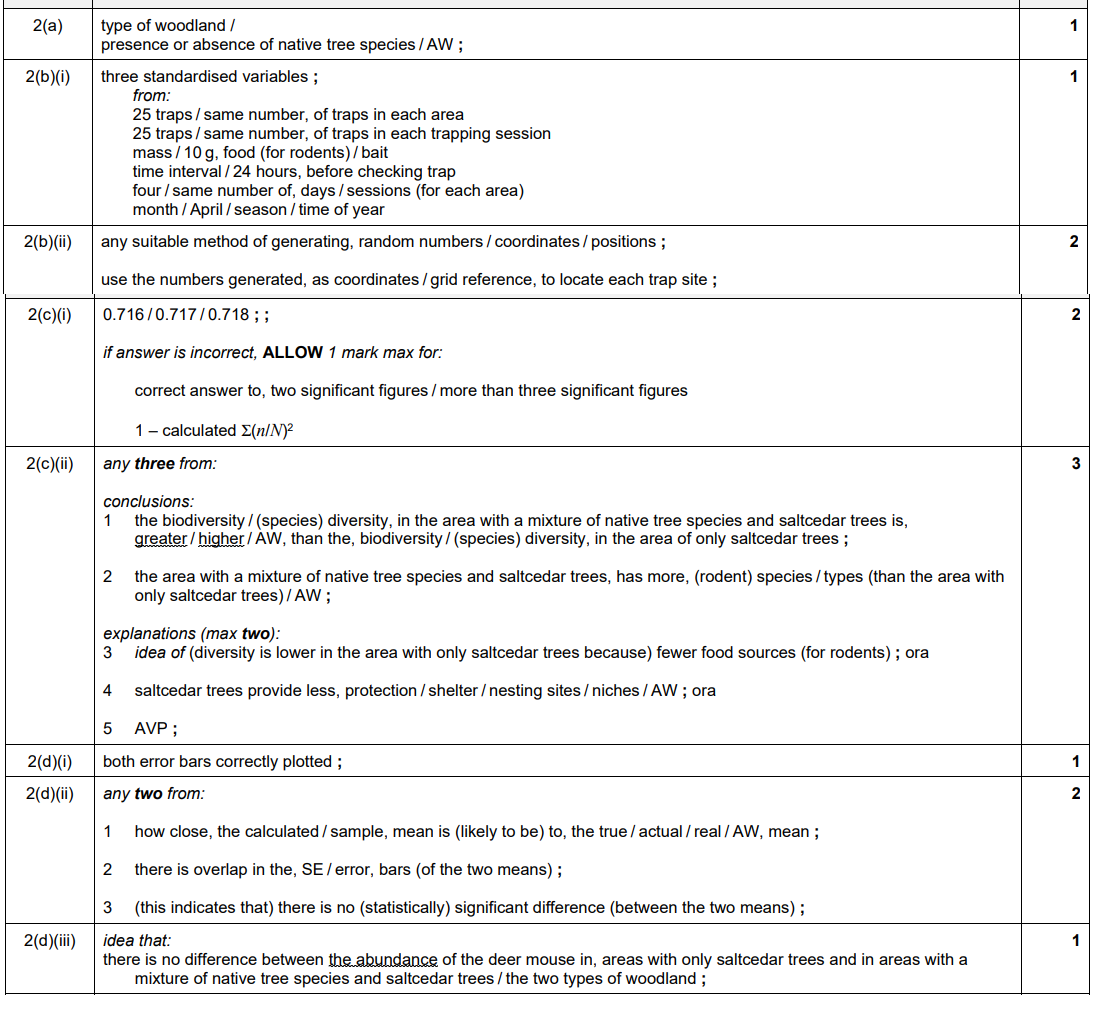 2(a) type of woodland / 1
presence or absence of native tree species / AW ;
2(b)(i) three standardised variables ; 1
from:
25 traps / same number, of traps in each area
25 traps / same number, of traps in each trapping session
mass / 10 g, food (for rodents) / bait
time interval / 24 hours, before checking trap
four / same number of, days / sessions (for each area)
month / April / season / time of year
2(b)(ii) any suitable method of generating, random numbers / coordinates / positions ; 2
use the numbers generated, as coordinates / grid reference, to locate each trap site ;
2(c)(i) 0.716 / 0.717 / 0.718 ; ; 2
if answer is incorrect, ALLOW 1 mark max for:
correct answer to, two significant figures / more than three significant figures
1 – calculated Σ(n/N)²
2(c)(ii) any three from: 3
conclusions:
1 the biodiversity / (species) diversity, in the area with a mixture of native tree species and saltcedar trees is,
greater / higher / AW, than the, biodiversity / (species) diversity, in the area of only saltcedar trees ;
2 the area with a mixture of native tree species and saltcedar trees, has more, (rodent) species / types (than the area with
only saltcedar trees) / AW ;
explanations (max two):
3 idea of (diversity is lower in the area with only saltcedar trees because) fewer food sources (for rodents) ; ora
4 saltcedar trees provide less, protection / shelter / nesting sites / niches / AW ; ora
5 AVP ;
2(d)(i) both error bars correctly plotted ; 1
2(d)(ii) any two from: 2
1 how close, the calculated / sample, mean is (likely to be) to, the true / actual / real / AW, mean ;
2 there is overlap in the, SE / error, bars (of the two means) ;
3 (this indicates that) there is no (statistically) significant difference (between the two means) ;
2(d)(iii) idea that: 1
there is no difference between the abundance of the deer mouse in, areas with only saltcedar trees and in areas with a
mixture of native tree species and saltcedar trees / the two types of woodland ;